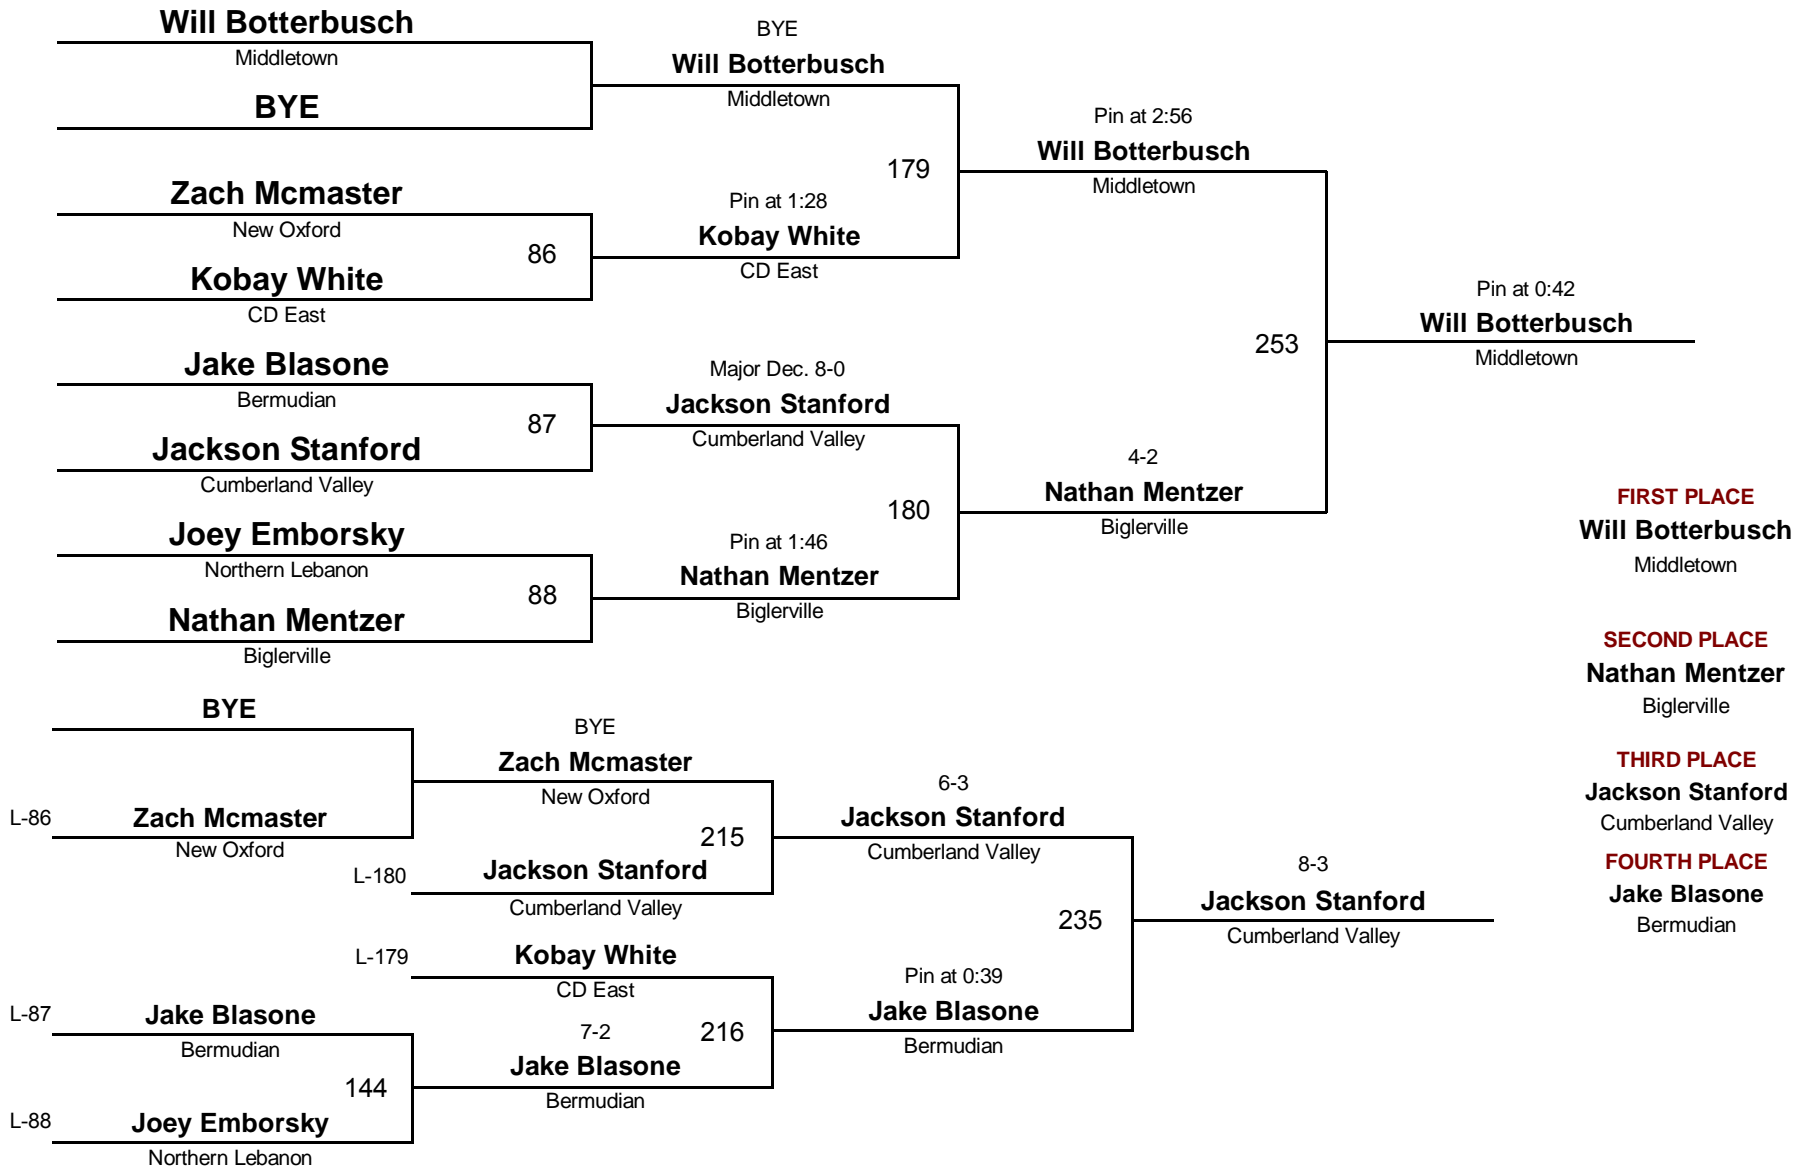 Will Botterbusch
Middletown
BYE
Zach Mcmaster
New Oxford
86
Kobay White
CD East
Jake Blasone
Bermudian
87
Jackson Stanford
Cumberland Valley
Joey Emborsky
Northern Lebanon
88
Nathan Mentzer
Biglerville
BYE
Will Botterbusch
Middletown
179
Pin at 1:28
Kobay White
CD East
Major Dec. 8-0
Jackson Stanford
Cumberland Valley
180
Pin at 1:46
Nathan Mentzer
Biglerville
Pin at 2:56
Will Botterbusch
Middletown
253
4-2
Nathan Mentzer
Biglerville
Pin at 0:42
Will Botterbusch
Middletown
FIRST PLACE
Will Botterbusch
Middletown
SECOND PLACE
Nathan Mentzer
Biglerville
THIRD PLACE
Jackson Stanford
Cumberland Valley
FOURTH PLACE
Jake Blasone
Bermudian
BYE
L-86 Zach Mcmaster
New Oxford
L-87 Jake Blasone
Bermudian
144
L-88 Joey Emborsky
Northern Lebanon
BYE
Zach Mcmaster
New Oxford
215
L-180 Jackson Stanford
Cumberland Valley
L-179 Kobay White
CD East
7-2 216
Jake Blasone
Bermudian
6-3
Jackson Stanford
Cumberland Valley
235
Pin at 0:39
Jake Blasone
Bermudian
8-3
Jackson Stanford
Cumberland Valley